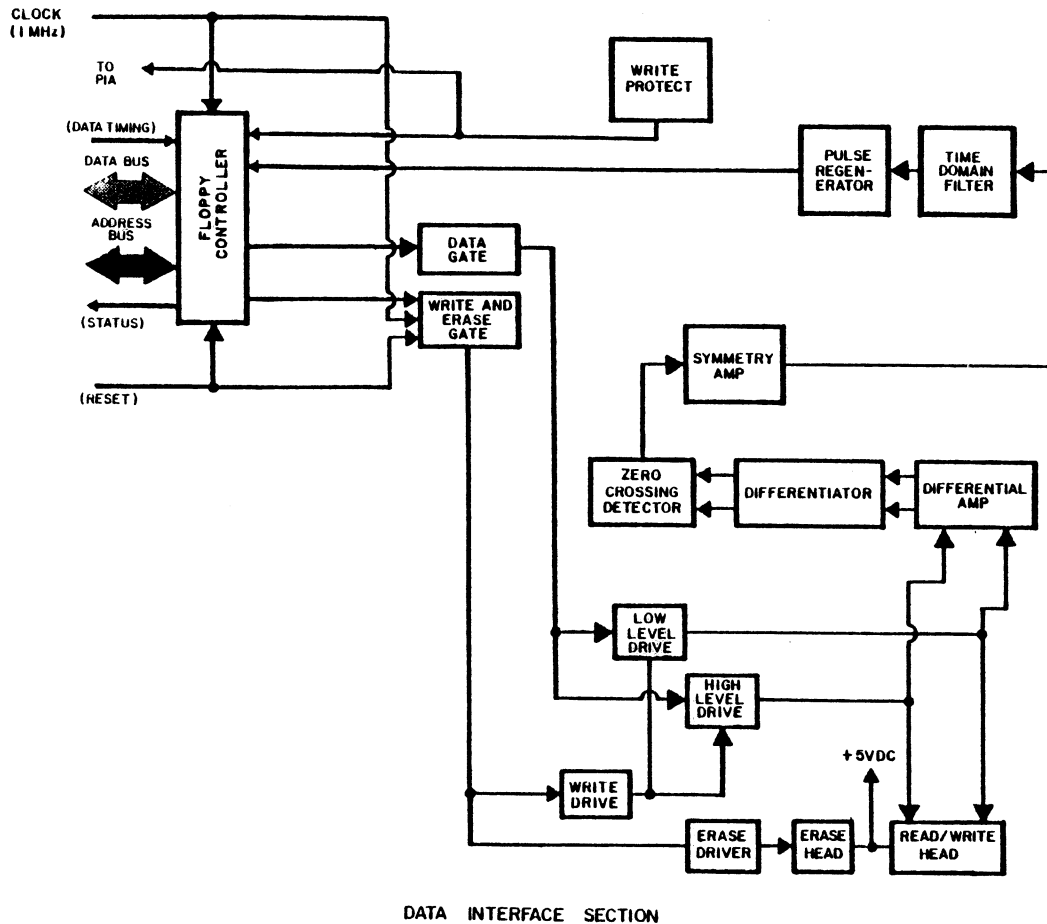 CLOCK
(1 MHz)
TO
PIA
WRITE
PROTECT
(DATA TIMING)
DATA BUS
ADDRESS
BUS
(STATUS)
(RESET)
FLOPPY
CONTROLLER
PULSE
REGEN-
ERATOR
TIME
DOMAIN
FILTER
DATA
GATE
WRITE AND
ERASE
GATE
SYMMETRY
AMP
ZERO
CROSSING
DETECTOR
DIFFERENTIATOR
DIFFERENTIAL
AMP
LOW
LEVEL
DRIVE
HIGH
LEVEL
DRIVE
+5VDC
WRITE
DRIVE
ERASE
DRIVER
ERASE
HEAD
READ/WRITE
HEAD
DATA INTERFACE SECTION